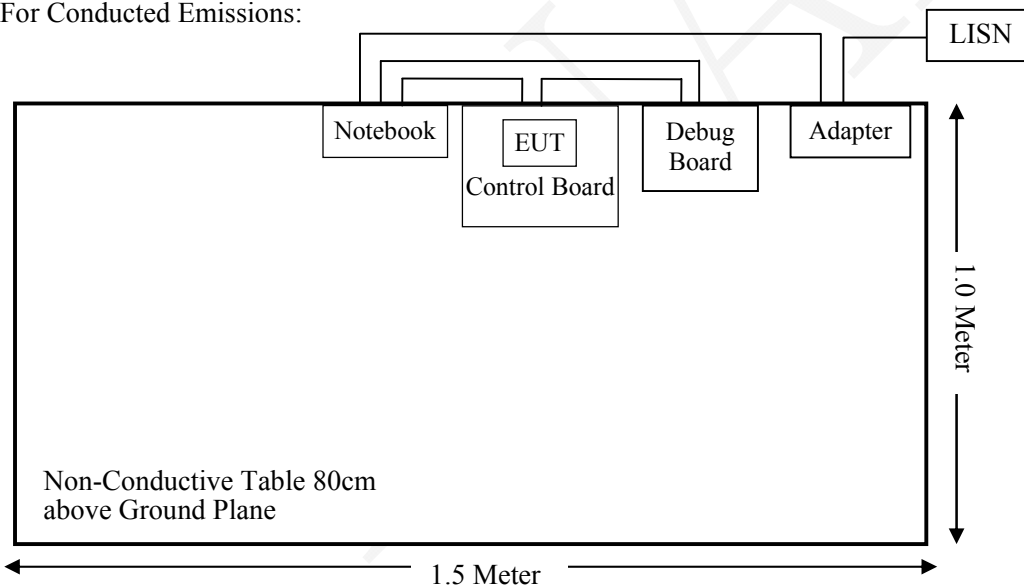 For Conducted Emissions:
LISN
Notebook
EUT
Control Board
Debug
Board
Adapter
1.0 Meter
Non-Conductive Table 80cm
above Ground Plane
1.5 Meter